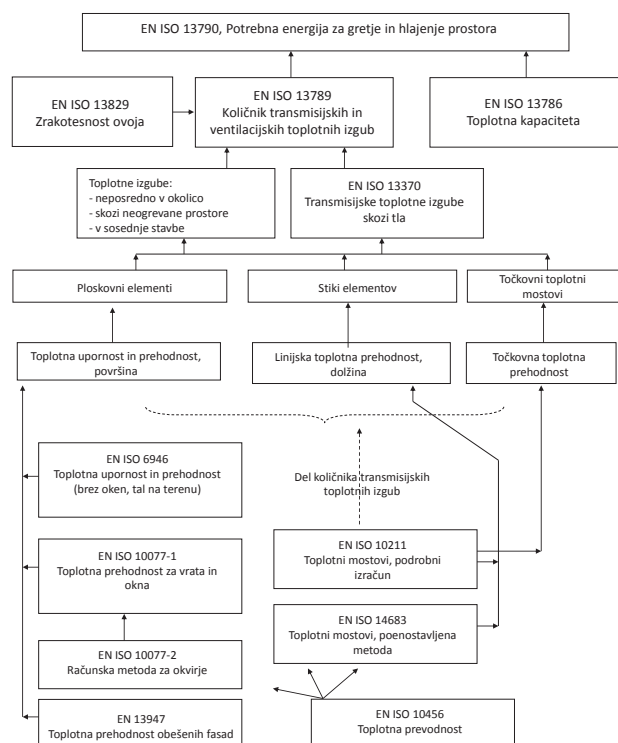 EN ISO 13790, Potrebna energija za gretje in hlajenje prostora
EN ISO 13829
Zrakotesnost ovoja
EN ISO 13789
Količnik transmisijskih in
ventilacijskih toplotnih izgub
EN ISO 13786
Toplotna kapaciteta
Toplotne izgube:
- neposredno v okolico
- skozi neogrevane prostore
- v sosednje stavbe
EN ISO 13370
Transmisijske toplotne izgube
skozi tla
Ploskovni elementi
Stiki elementov
Točkovni toplotni
mostovi
Toplotna upornost in prehodnost,
površina
Linijska toplotna prehodnost,
dolžina
Točkovna toplotna
prehodnost
EN ISO 6946
Toplotna upornost in prehodnost
(brez oken, tal na terenu)
Del količnika transmisijskih
toplotnih izgub
EN ISO 10077-1
Toplotna prehodnost za vrata in
okna
EN ISO 10211
Toplotni mostovi, podrobni
izračun
EN ISO 14683
Toplotni mostovi, poenostavljena
metoda
EN ISO 10077-2
Računska metoda za okvirje
EN 13947
Toplotna prehodnost obešenih fasad
EN ISO 10456
Toplotna prevodnost